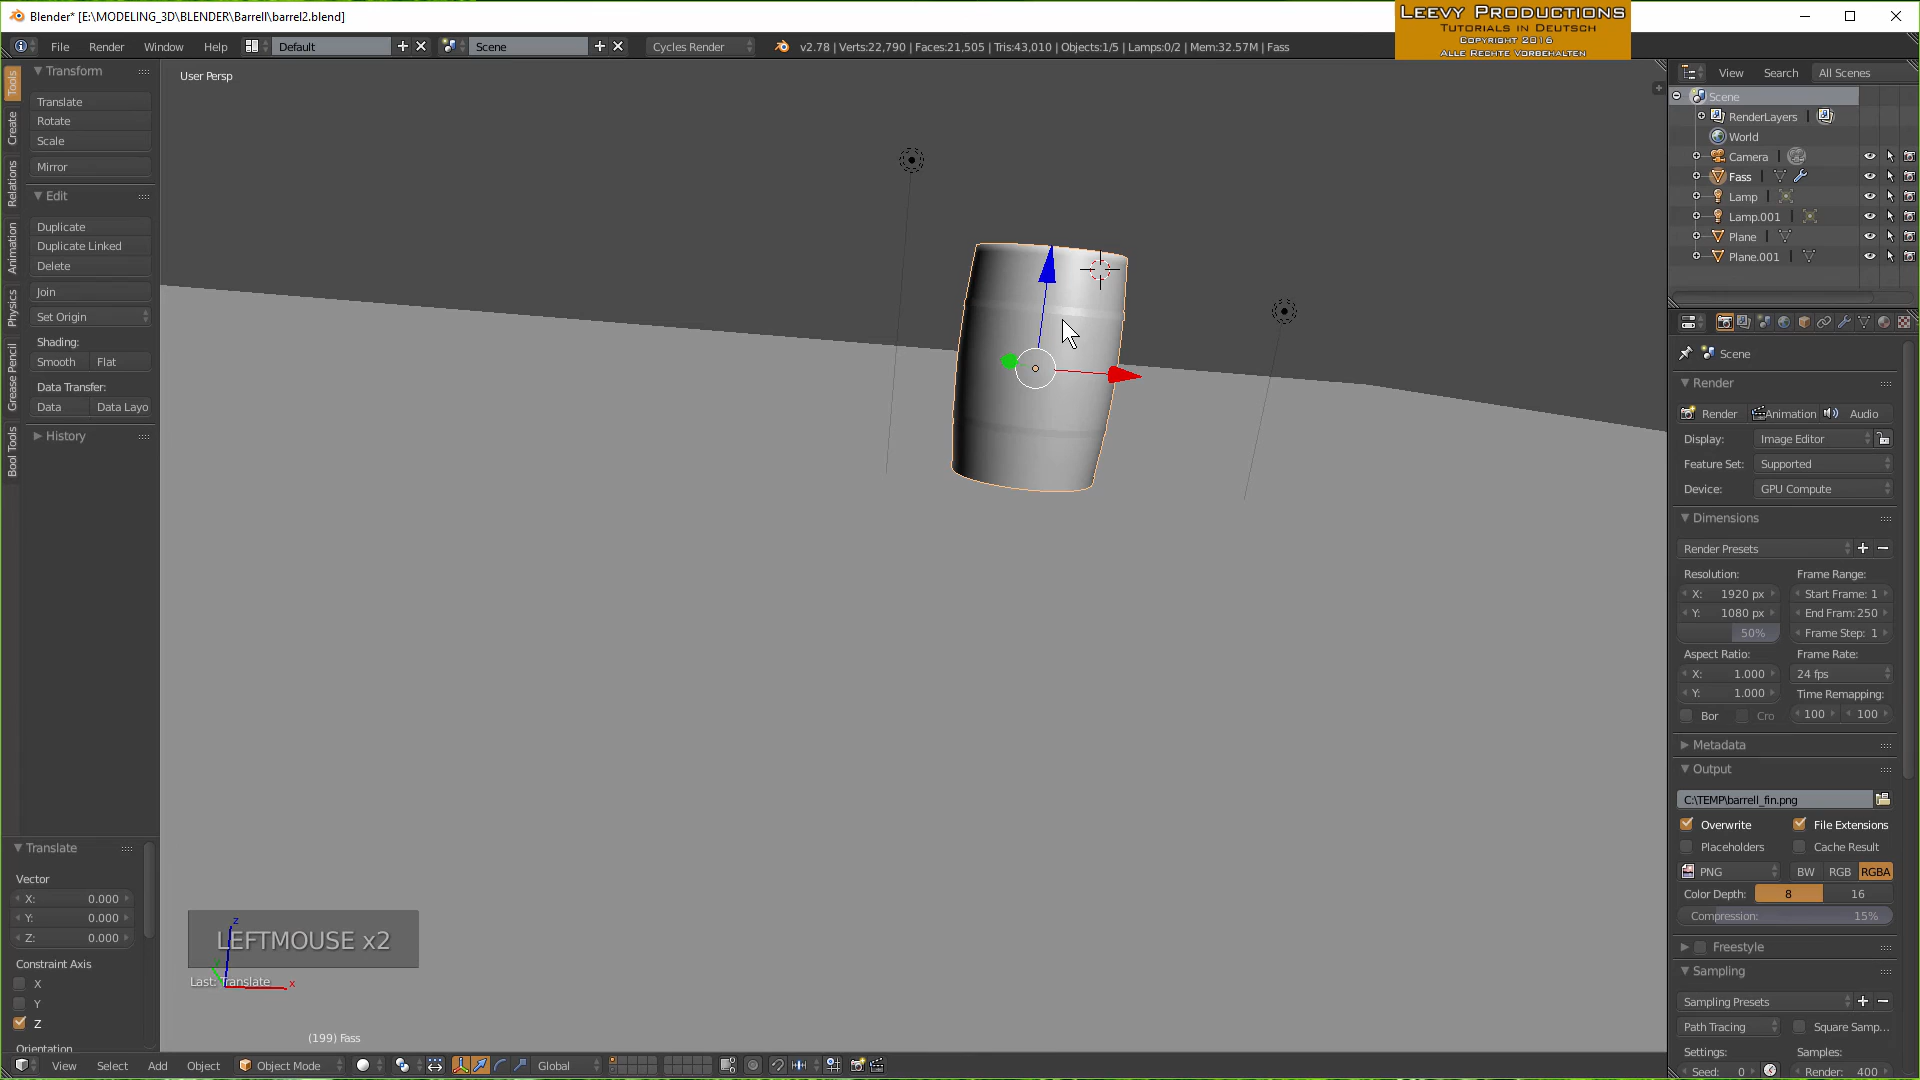 Blender* [E:\MODELING_3D\BLENDER\Barrell\barrel2.blend]
LEEVY PRODUCTIONS
TUTORIALS IN DEUTSCH
COPYRIGHT 2016
ALLE RECHTE VORBEHALTEN
File Render Window Help Default Scene Cycles Render v2.78 | Verts:22,790 | Faces:21,505 | Tris:43,010 | Objects:1/5 | Lamps:0/2 | Mem:32.57M | Fass
Tools
Create
Relations
Animation
Physics
Grease Pencil
Bool Tools
Transform
Translate
Rotate
Scale
Mirror
Edit
Duplicate
Duplicate Linked
Delete
Join
Set Origin
Shading:
Smooth Flat
Data Transfer:
Data Data Layo
History
Translate
Vector
X: 0.000
Y: 0.000
Z: 0.000
Constraint Axis
X
Y
Z
Orientation
User Persp
LEFTMOUSE x2
z
x
Last: Translate
(199) Fass
View Select Add Object Object Mode Global
View Search All Scenes
Scene
RenderLayers
World
Camera
Fass
Lamp
Lamp.001
Plane
Plane.001
Scene
Render
Render Animation Audio
Display: Image Editor
Feature Set: Supported
Device: GPU Compute
Dimensions
Render Presets
Resolution: Frame Range:
X: 1920 px Start Frame: 1
Y: 1080 px End Fram: 250
50% Frame Step: 1
Aspect Ratio: Frame Rate:
X: 1.000 24 fps
Y: 1.000 Time Remapping:
Bor Cro 100 100
Metadata
Output
C:\TEMP\barrell_fin.png
Overwrite File Extensions
Placeholders Cache Result
PNG BW RGB RGBA
Color Depth: 8 16
Compression: 15%
Freestyle
Sampling
Sampling Presets
Path Tracing Square Samp...
Settings: Samples:
Seed: 0 Render: 400